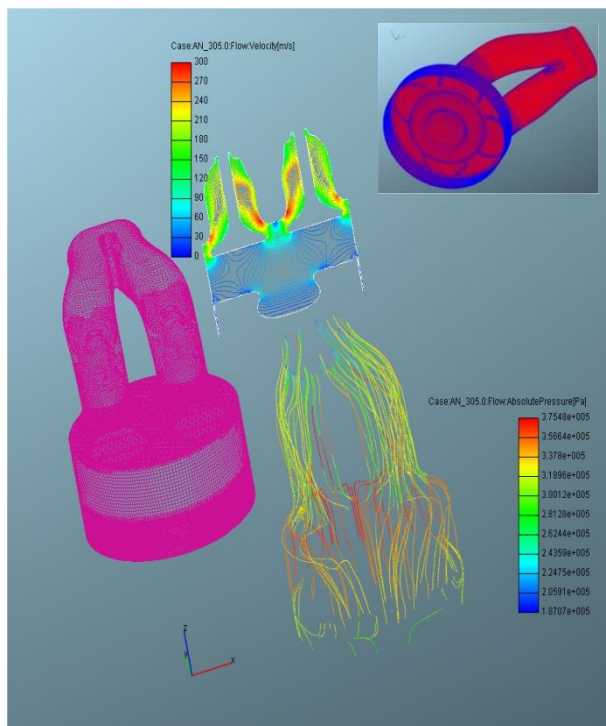 Case:AN_305.0:Flow:Velocity[m/s]
300
270
240
210
180
150
120
90
60
30
0
Case:AN_305.0:Flow:AbsolutePressure[Pa]
3.7548e+005
3.5664e+005
3.378e+005
3.1896e+005
3.0012e+005
2.8128e+005
2.6244e+005
2.4359e+005
2.2475e+005
2.0591e+005
1.8707e+005
z
y
x